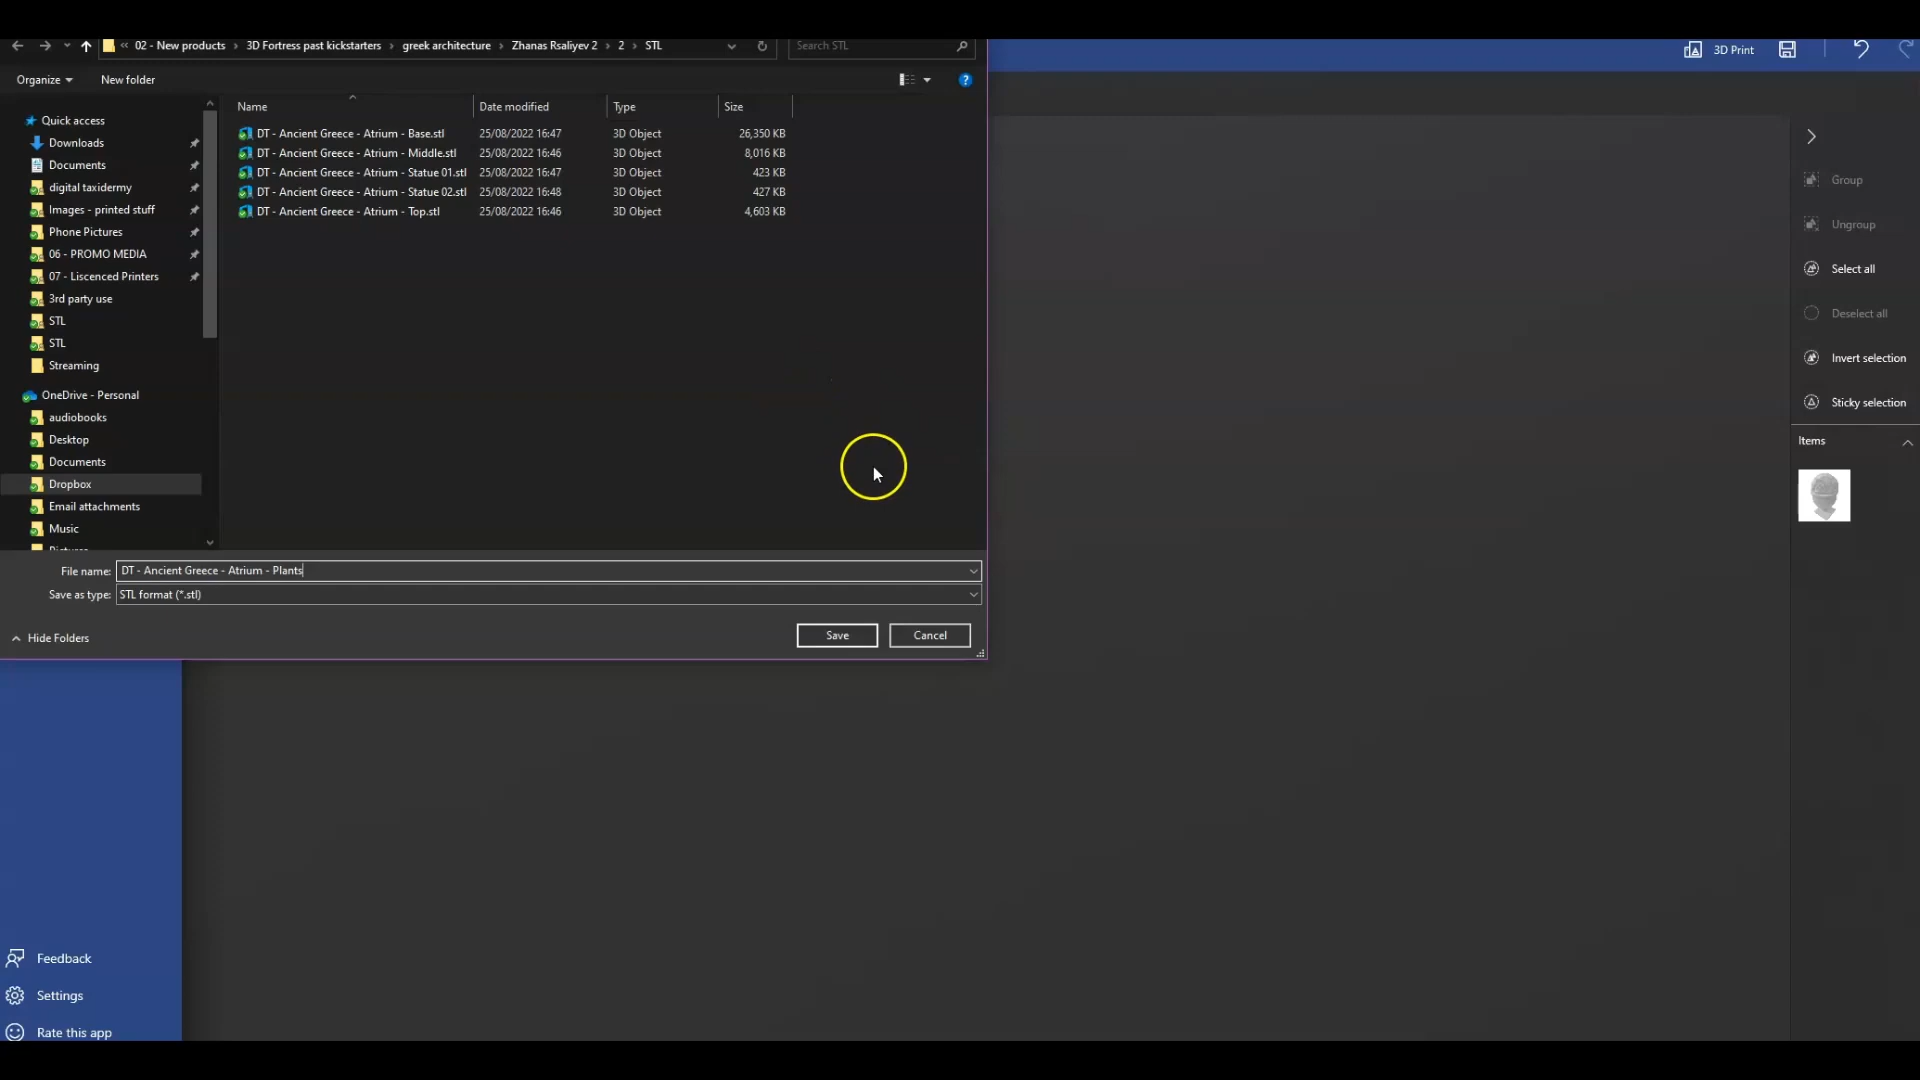 02 - New products > 3D Fortress past kickstarters > greek architecture > Zhanas Rsaliyev 2 > 2 > STL
Search STL
3D Print
Organize
New folder
Name
Date modified
Type
Size
DT - Ancient Greece - Atrium - Base.stl 25/08/2022 16:47 3D Object 26,350 KB
DT - Ancient Greece - Atrium - Middle.stl 25/08/2022 16:46 3D Object 8,016 KB
DT - Ancient Greece - Atrium - Statue 01.stl 25/08/2022 16:47 3D Object 423 KB
DT - Ancient Greece - Atrium - Statue 02.stl 25/08/2022 16:48 3D Object 427 KB
DT - Ancient Greece - Atrium - Top.stl 25/08/2022 16:46 3D Object 4,603 KB
Quick access
Downloads
Documents
digital taxidermy
Images - printed stuff
Phone Pictures
06 - PROMO MEDIA
07 - Liscenced Printers
3rd party use
STL
STL
Streaming
OneDrive - Personal
audiobooks
Desktop
Documents
Dropbox
Email attachments
Music
File name: DT - Ancient Greece - Atrium - Plants
Save as type: STL format (*.stl)
Hide Folders
Save
Cancel
Group
Ungroup
Select all
Deselect all
Invert selection
Sticky selection
Items
Feedback
Settings
Rate this app